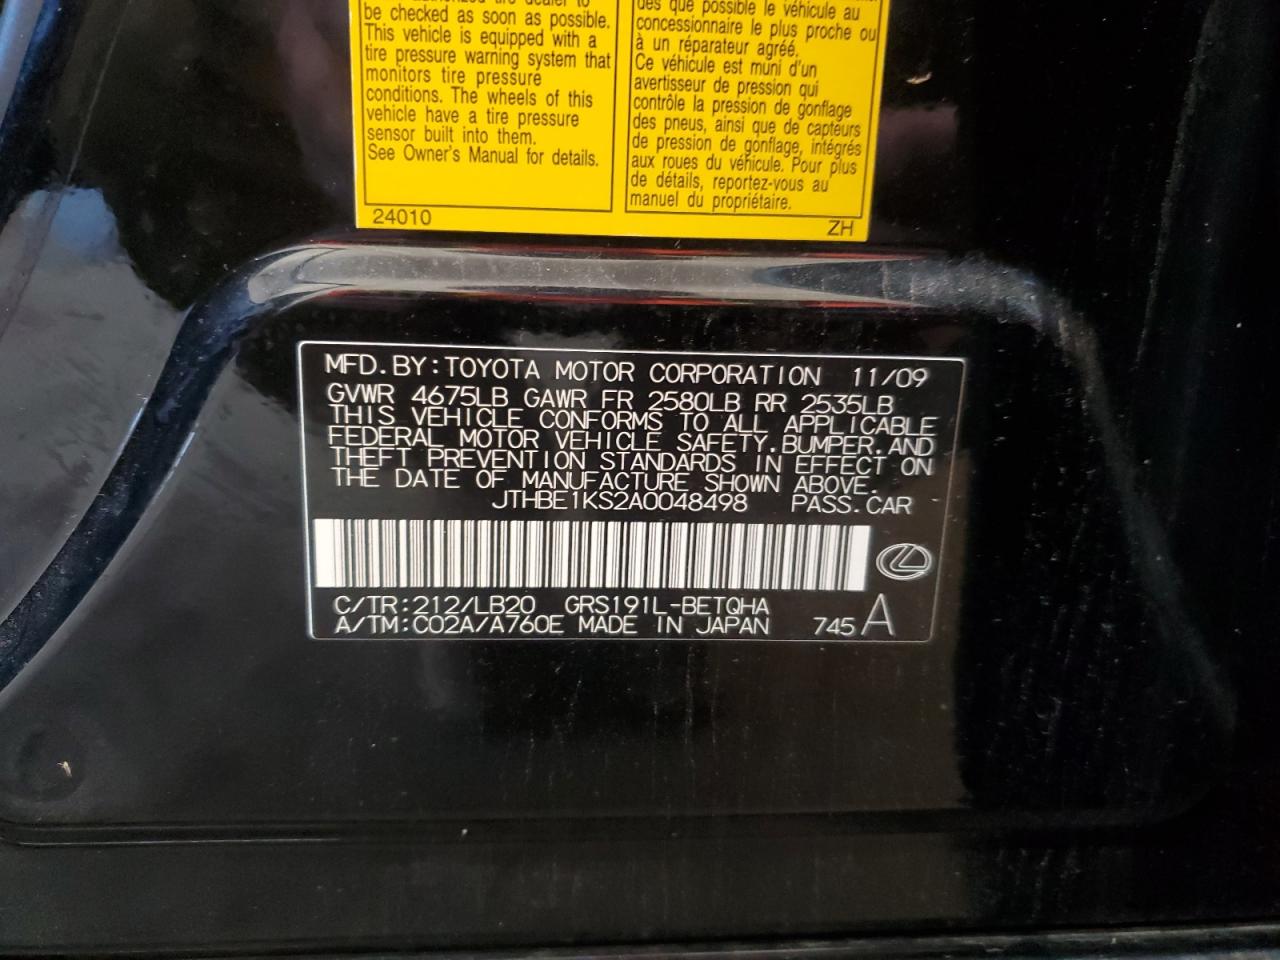 be checked as soon as possible.
This vehicle is equipped with a
tire pressure warning system that
monitors tire pressure
conditions. The wheels of this
vehicle have a tire pressure
sensor built into them.
See Owner's Manual for details.
dès que possible le véhicule au
concessionnaire le plus proche ou
à un réparateur agréé.
Ce véhicule est muni d'un
avertisseur de pression qui
contrôle la pression de gonflage
des pneus, ainsi que de capteurs
de pression de gonflage, intégrés
aux roues du véhicule. Pour plus
de détails, reportez-vous au
manuel du propriétaire.
24010
ZH
MFD.BY:TOYOTA MOTOR CORPORATION 11/09
GVWR 4675LB GAWR FR 2580LB RR 2535LB
THIS VEHICLE CONFORMS TO ALL APPLICABLE
FEDERAL MOTOR VEHICLE SAFETY,BUMPER,AND
THEFT PREVENTION STANDARDS IN EFFECT ON
THE DATE OF MANUFACTURE SHOWN ABOVE.
JTHBE1KS2A0048498 PASS.CAR
C/TR:212/LB20 GRS191L-BETQHA
A/TM:C02A/A760E MADE IN JAPAN 745 A